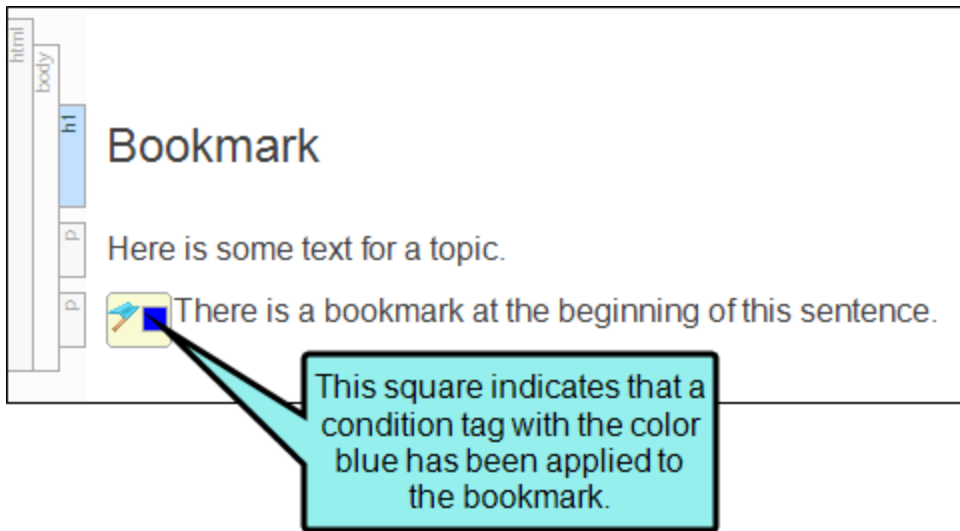 html
body
h1
Bookmark
p
Here is some text for a topic.
p
There is a bookmark at the beginning of this sentence.
This square indicates that a
condition tag with the color
blue has been applied to
the bookmark.